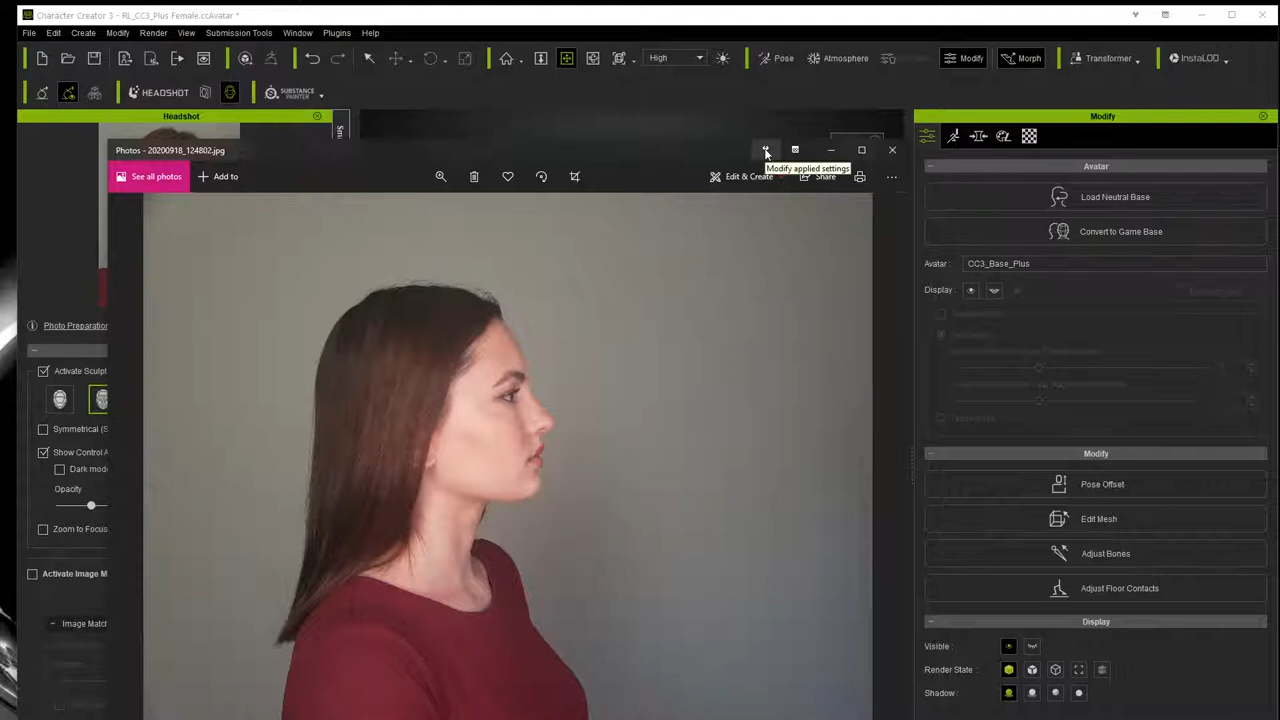 Character Creator 3 - RL_CC3_Plus Female.ccAvatar *
File Edit Create Modify Render View Submission Tools Window Plugins Help
High Pose Atmosphere Modify Morph Transformer InstaLOD
HEADSHOT SUBSTANCE PAINTER
Headshot Modify
Photos - 20200918_124802.jpg
Modify applied settings
See all photos Add to Edit & Create Share
Avatar
Load Neutral Base
Convert to Game Base
Avatar : CC3_Base_Plus
Display :
Photo Preparation
Activate Sculpt
Symmetrical (S
Show Control A
Dark mode
Opacity
Zoom to Focus
Activate Image M
Image Match
Modify
Pose Offset
Edit Mesh
Adjust Bones
Adjust Floor Contacts
Display
Visible :
Render State :
Shadow :